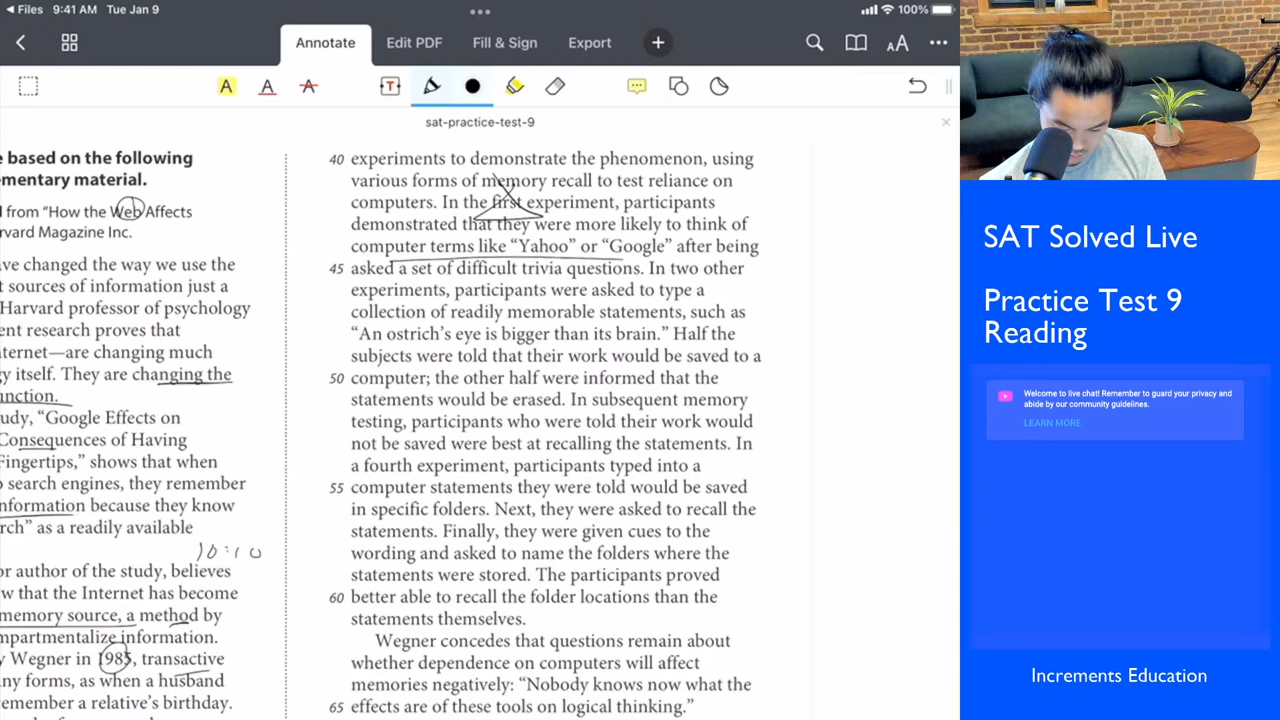 Files 9:41 AM Tue Jan 9 100%
Annotate Edit PDF Fill & Sign Export
sat-practice-test-9
e based on the following
ementary material.
d from “How the Web Affects
rvard Magazine Inc.
ave changed the way we use the
t sources of information just a
Harvard professor of psychology
ent research proves that
nternet—are changing much
gy itself. They are changing the
unction.
udy, “Google Effects on
Consequences of Having
Fingertips,” shows that when
o search engines, they remember
nformation because they know
rch” as a readily available
10:10
or author of the study, believes
w that the Internet has become
memory source, a method by
mpartmentalize information.
y Wegner in 1985, transactive
ny forms, as when a husband
emember a relative’s birthday.
40 experiments to demonstrate the phenomenon, using
various forms of memory recall to test reliance on
computers. In the first experiment, participants
demonstrated that they were more likely to think of
computer terms like “Yahoo” or “Google” after being
45 asked a set of difficult trivia questions. In two other
experiments, participants were asked to type a
collection of readily memorable statements, such as
“An ostrich’s eye is bigger than its brain.” Half the
subjects were told that their work would be saved to a
50 computer; the other half were informed that the
statements would be erased. In subsequent memory
testing, participants who were told their work would
not be saved were best at recalling the statements. In
a fourth experiment, participants typed into a
55 computer statements they were told would be saved
in specific folders. Next, they were asked to recall the
statements. Finally, they were given cues to the
wording and asked to name the folders where the
statements were stored. The participants proved
60 better able to recall the folder locations than the
statements themselves.
Wegner concedes that questions remain about
whether dependence on computers will affect
memories negatively: “Nobody knows now what the
65 effects are of these tools on logical thinking.”
SAT Solved Live
Practice Test 9
Reading
Welcome to live chat! Remember to guard your privacy and
abide by our community guidelines.
LEARN MORE
Increments Education